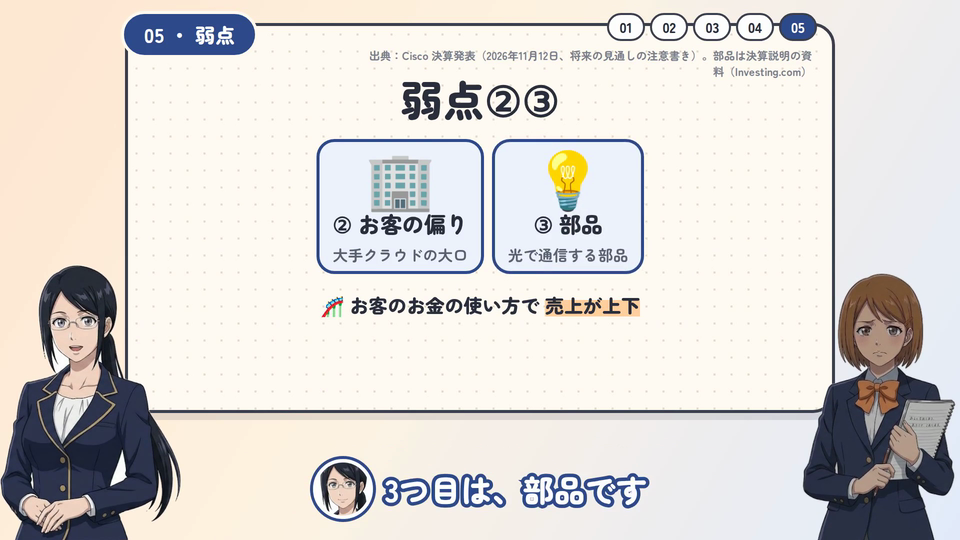 05 ・ 弱点
01 02 03 04 05
出典：Cisco 決算発表（2026年11月12日、将来の見通しの注意書き）。部品は決算説明の資
料（Investing.com）
弱点②③
② お客の偏り
大手クラウドの大口
③ 部品
光で通信する部品
お客のお金の使い方で 売上が上下
3つ目は、部品です